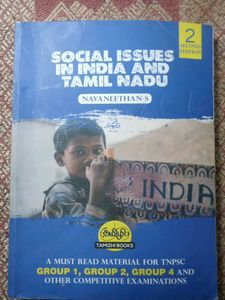 2
SECOND
EDITION
SOCIAL ISSUES
IN INDIA AND
TAMIL NADU
NAVANEETHAN S
INDIA
தமிழி
TAMIZHI BOOKS
A MUST READ MATERIAL FOR TNPSC
GROUP 1, GROUP 2, GROUP 4 AND
OTHER COMPETITIVE EXAMINATIONS